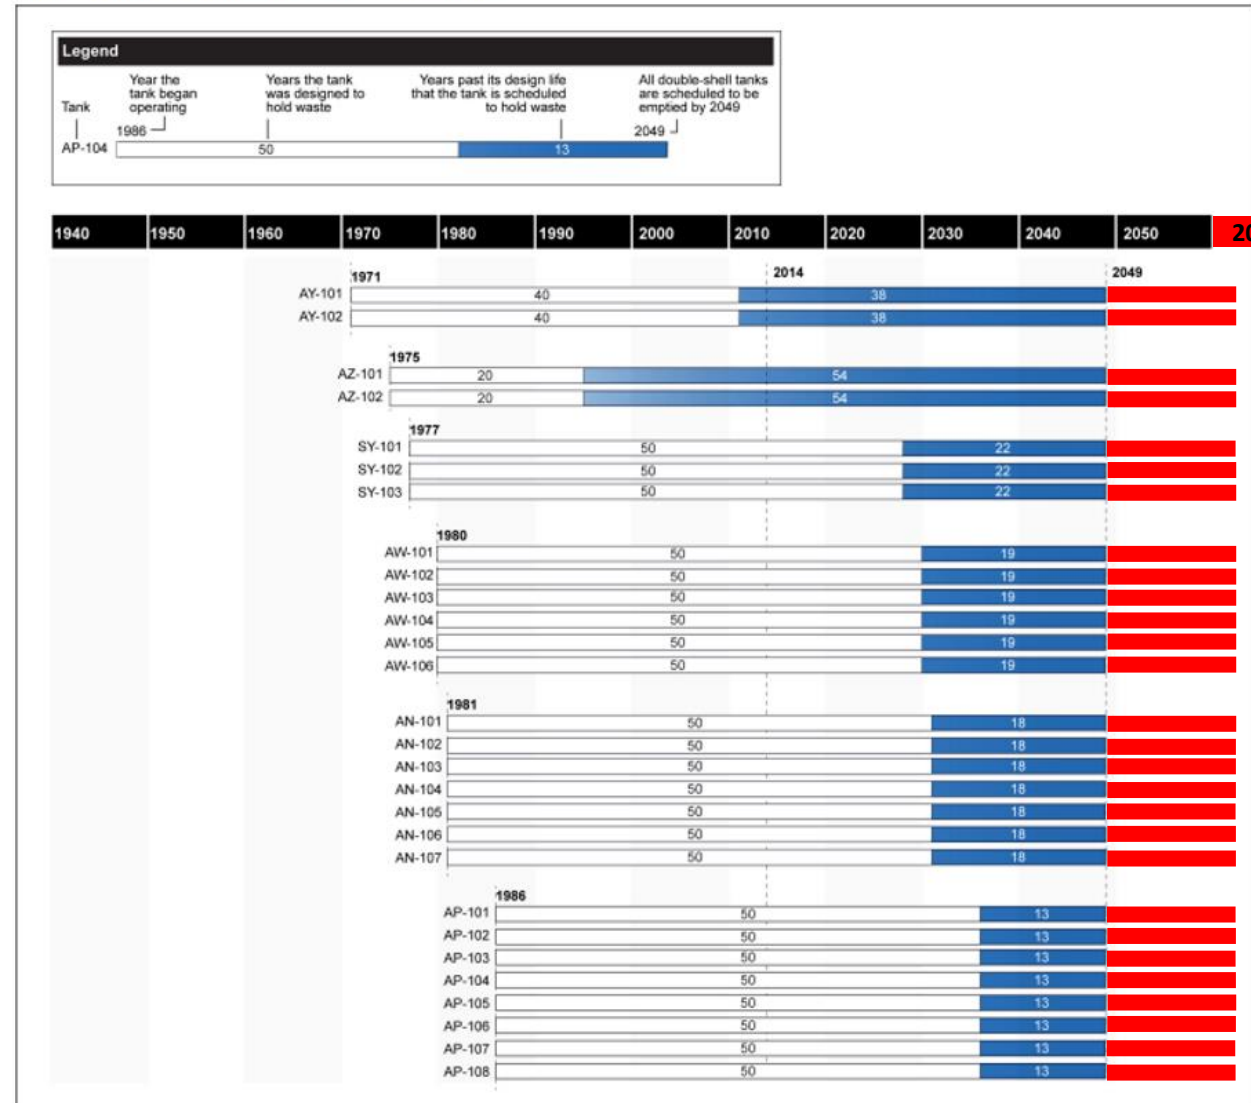 Legend
Tank
Year the
tank began
operating
Years the tank
was designed to
hold waste
Years past its design life
that the tank is scheduled
to hold waste
All double-shell tanks
are scheduled to be
emptied by 2049
1986 2049
AP-104 50 13
1940 1950 1960 1970 1980 1990 2000 2010 2020 2030 2040 2050
1971 2014 2049
AY-101 40 38
AY-102 40 38
1975
AZ-101 20 54
AZ-102 20 54
1977
SY-101 50 22
SY-102 50 22
SY-103 50 22
1980
AW-101 50 19
AW-102 50 19
AW-103 50 19
AW-104 50 19
AW-105 50 19
AW-106 50 19
1981
AN-101 50 18
AN-102 50 18
AN-103 50 18
AN-104 50 18
AN-105 50 18
AN-106 50 18
AN-107 50 18
1986
AP-101 50 13
AP-102 50 13
AP-103 50 13
AP-104 50 13
AP-105 50 13
AP-106 50 13
AP-107 50 13
AP-108 50 13